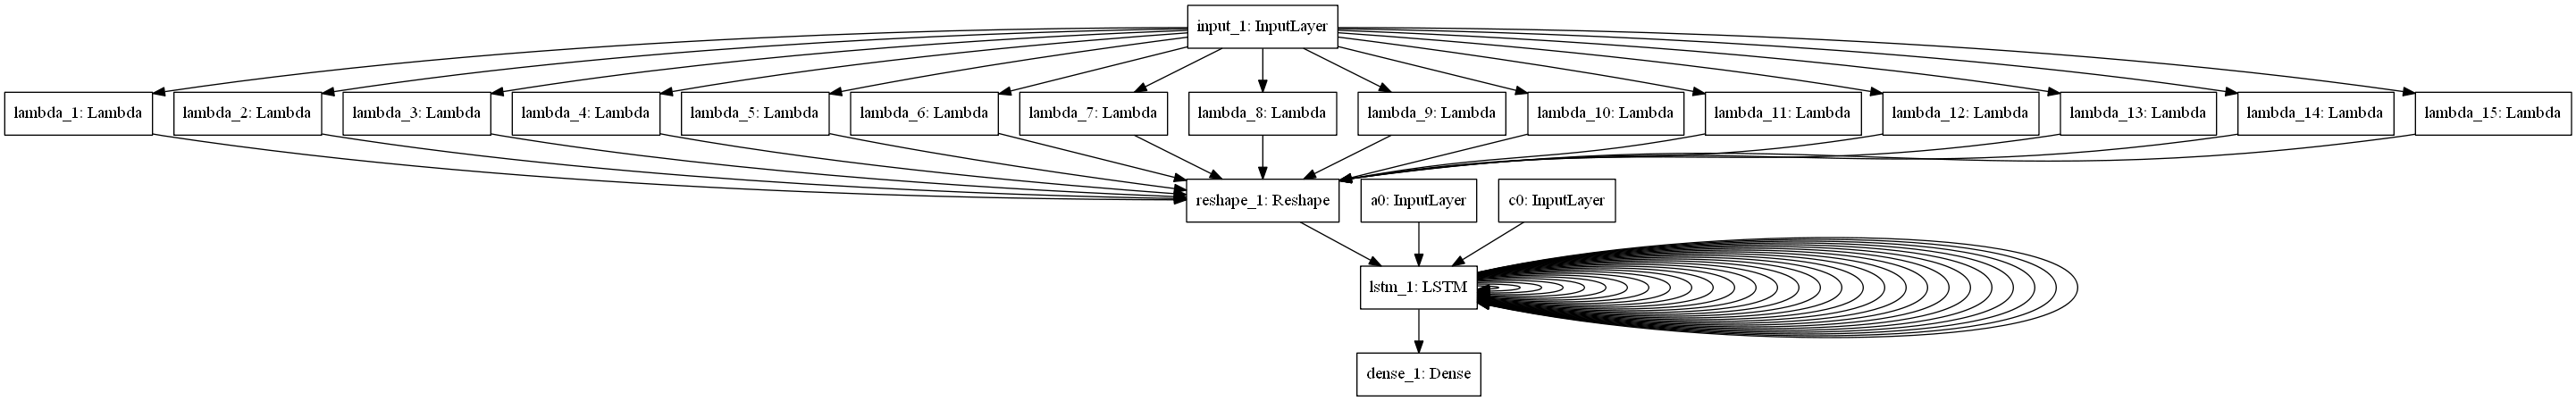 input_1: InputLayer
lambda_1: Lambda
lambda_2: Lambda
lambda_3: Lambda
lambda_4: Lambda
lambda_5: Lambda
lambda_6: Lambda
lambda_7: Lambda
lambda_8: Lambda
lambda_9: Lambda
lambda_10: Lambda
lambda_11: Lambda
lambda_12: Lambda
lambda_13: Lambda
lambda_14: Lambda
lambda_15: Lambda
reshape_1: Reshape
a0: InputLayer
c0: InputLayer
lstm_1: LSTM
dense_1: Dense